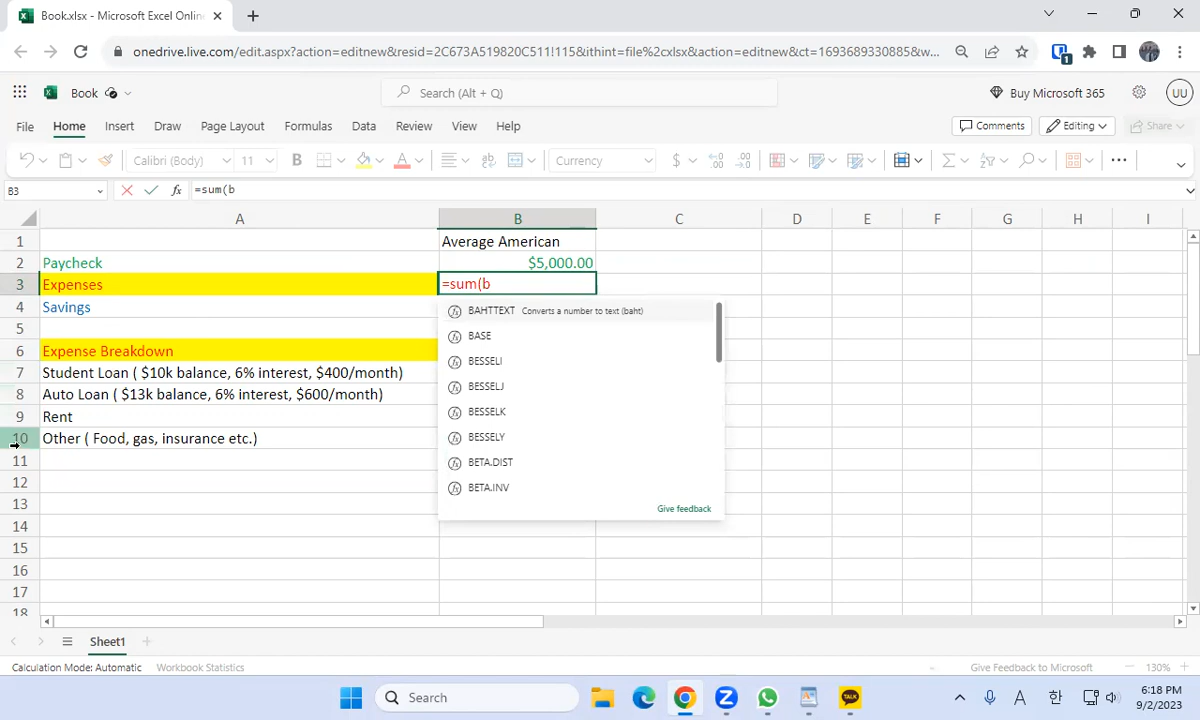 Book.xlsx - Microsoft Excel Onlin
onedrive.live.com/edit.aspx?action=editnew&resid=2C673A519820C511!115&ithint=file%2cxlsx&action=editnew&ct=1693689330885&w...
1
Book
Search (Alt + Q)
Buy Microsoft 365
UU
File Home Insert Draw Page Layout Formulas Data Review View Help
Comments Editing Share
Calibri (Body) 11 B A ab Currency $
B3 fx =sum(b
A B C D E F G H I
1 Average American
2 Paycheck $5,000.00
3 Expenses =sum(b
4 Savings
BAHTTEXT Converts a number to text (baht)
5
BASE
6 Expense Breakdown
BESSELI
7 Student Loan ( $10k balance, 6% interest, $400/month)
BESSELJ
8 Auto Loan ( $13k balance, 6% interest, $600/month)
BESSELK
9 Rent
BESSELY
10 Other ( Food, gas, insurance etc.)
BETA.DIST
11
BETA.INV
12
Give feedback
13
14
15
16
17
18
Sheet1
Calculation Mode: Automatic Workbook Statistics Give Feedback to Microsoft 130%
Search
TALK
A 한
6:18 PM
9/2/2023